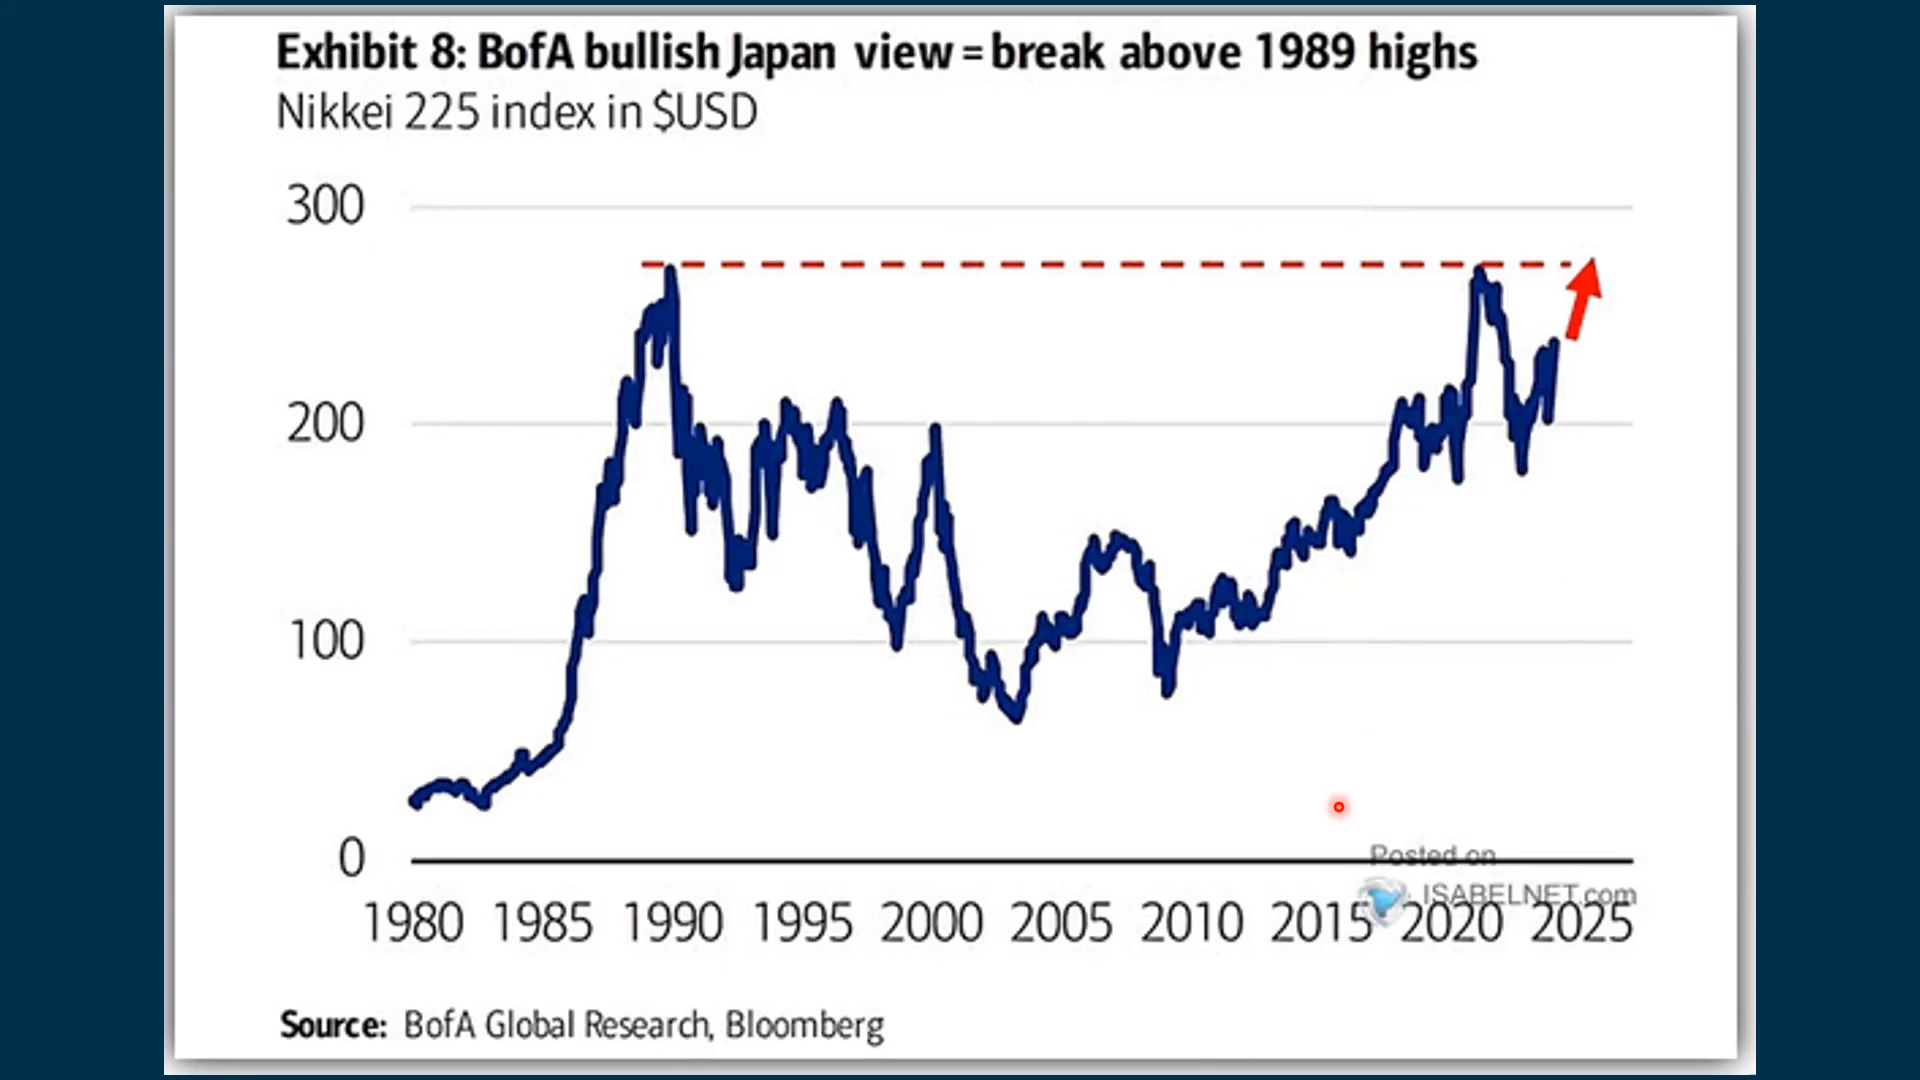 Exhibit 8: BofA bullish Japan view = break above 1989 highs
Nikkei 225 index in $USD
300
200
100
0
Posted on
ISABELNET.com
1980 1985 1990 1995 2000 2005 2010 2015 2020 2025
Source: BofA Global Research, Bloomberg